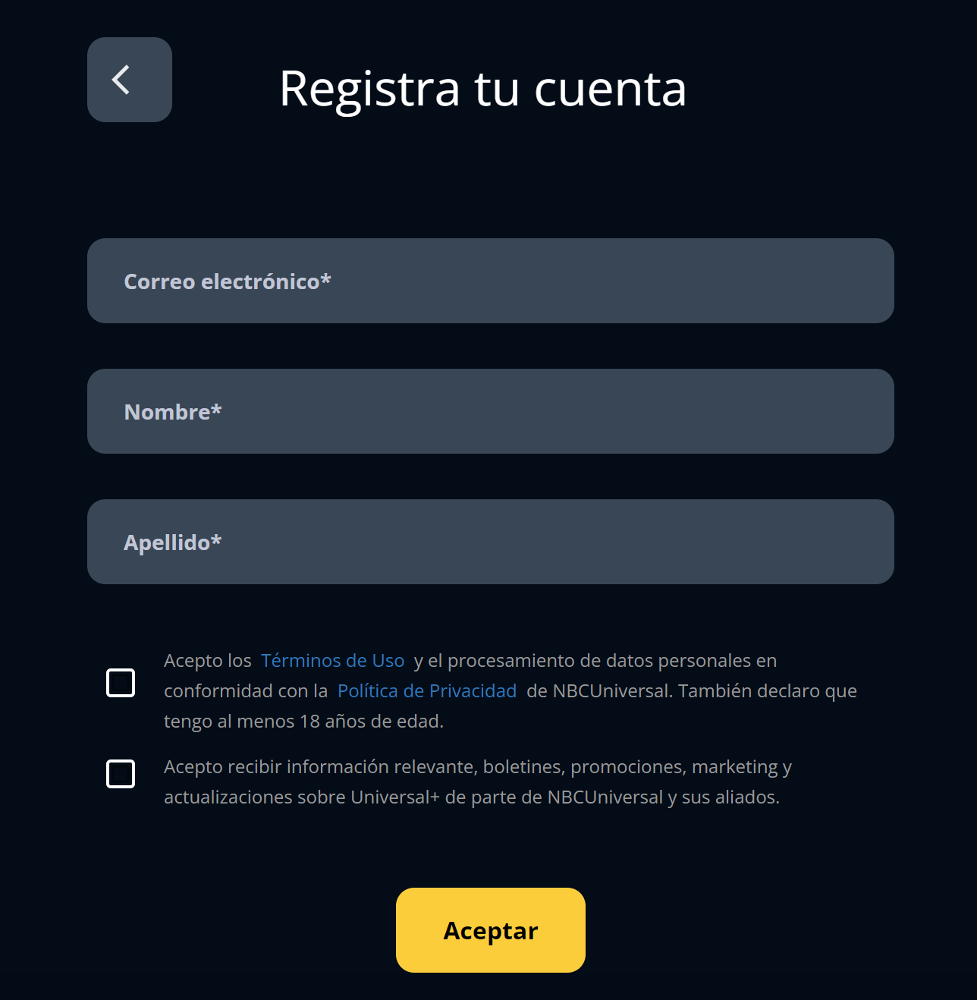 Registra tu cuenta
Correo electrónico*
Nombre*
Apellido*
Acepto los Términos de Uso y el procesamiento de datos personales en
conformidad con la Política de Privacidad de NBCUniversal. También declaro que
tengo al menos 18 años de edad.
Acepto recibir información relevante, boletines, promociones, marketing y
actualizaciones sobre Universal+ de parte de NBCUniversal y sus aliados.
Aceptar